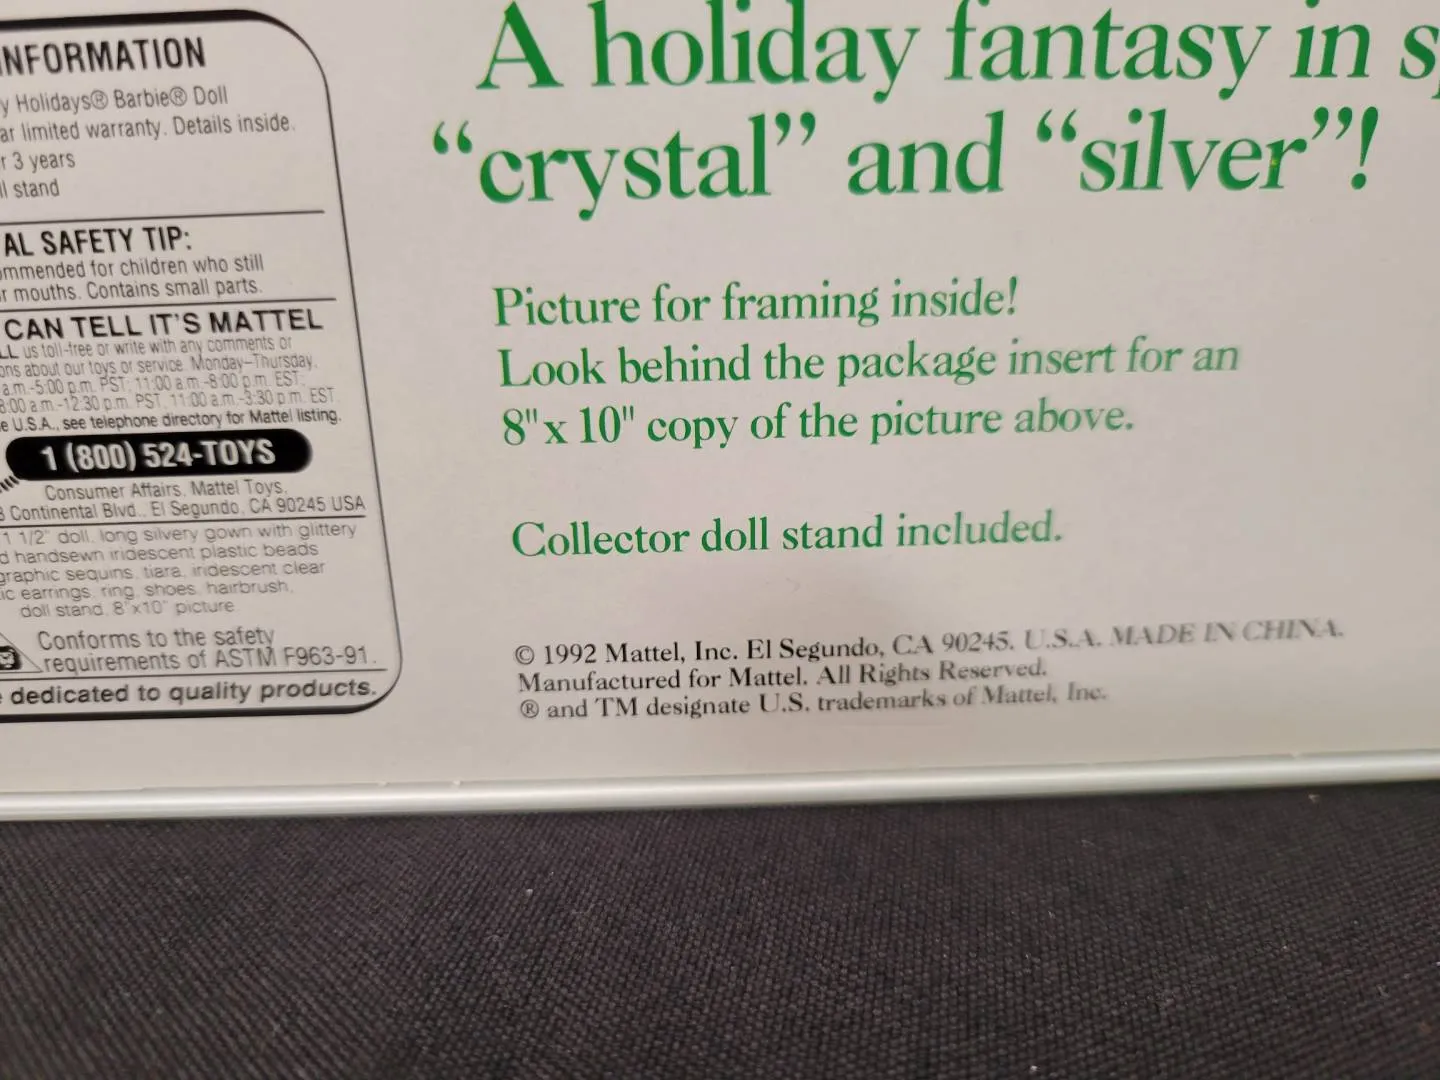 INFORMATION
y Holidays® Barbie® Doll
ar limited warranty. Details inside.
r 3 years
ll stand
AL SAFETY TIP:
ommended for children who still
r mouths. Contains small parts.
CAN TELL IT'S MATTEL
LL us toll-free or write with any comments or
ons about our toys or service. Monday–Thursday,
a.m.-5:00 p.m. PST; 11:00 a.m.-8:00 p.m. EST;
8:00 a.m.-12:30 p.m. PST, 11:00 a.m.-3:30 p.m. EST.
e U.S.A., see telephone directory for Mattel listing.
1 (800) 524-TOYS
Consumer Affairs, Mattel Toys,
3 Continental Blvd., El Segundo, CA 90245 USA
1 1/2" doll, long silvery gown with glittery
d handsewn iridescent plastic beads
graphic sequins, tiara, iridescent clear
ic earrings, ring, shoes, hairbrush,
doll stand, 8"x10" picture
Conforms to the safety
requirements of ASTM F963-91.
e dedicated to quality products.
A holiday fantasy in s
“crystal” and “silver”!
Picture for framing inside!
Look behind the package insert for an
8"x 10" copy of the picture above.
Collector doll stand included.
© 1992 Mattel, Inc. El Segundo, CA 90245. U.S.A. MADE IN CHINA.
Manufactured for Mattel. All Rights Reserved.
® and TM designate U.S. trademarks of Mattel, Inc.